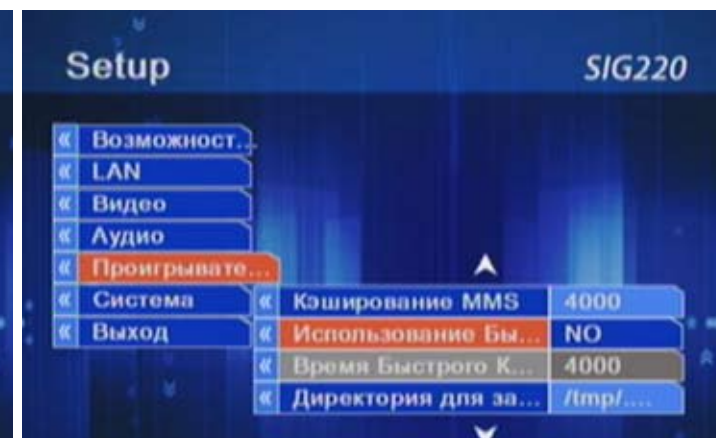 Setup
SIG220
Возможност...
LAN
Видео
Аудио
Проигрывате...
Система
Выход
Кэширование MMS 4000
Использование Бы... NO
Время Быстрого К... 4000
Директория для за... /tmp/....